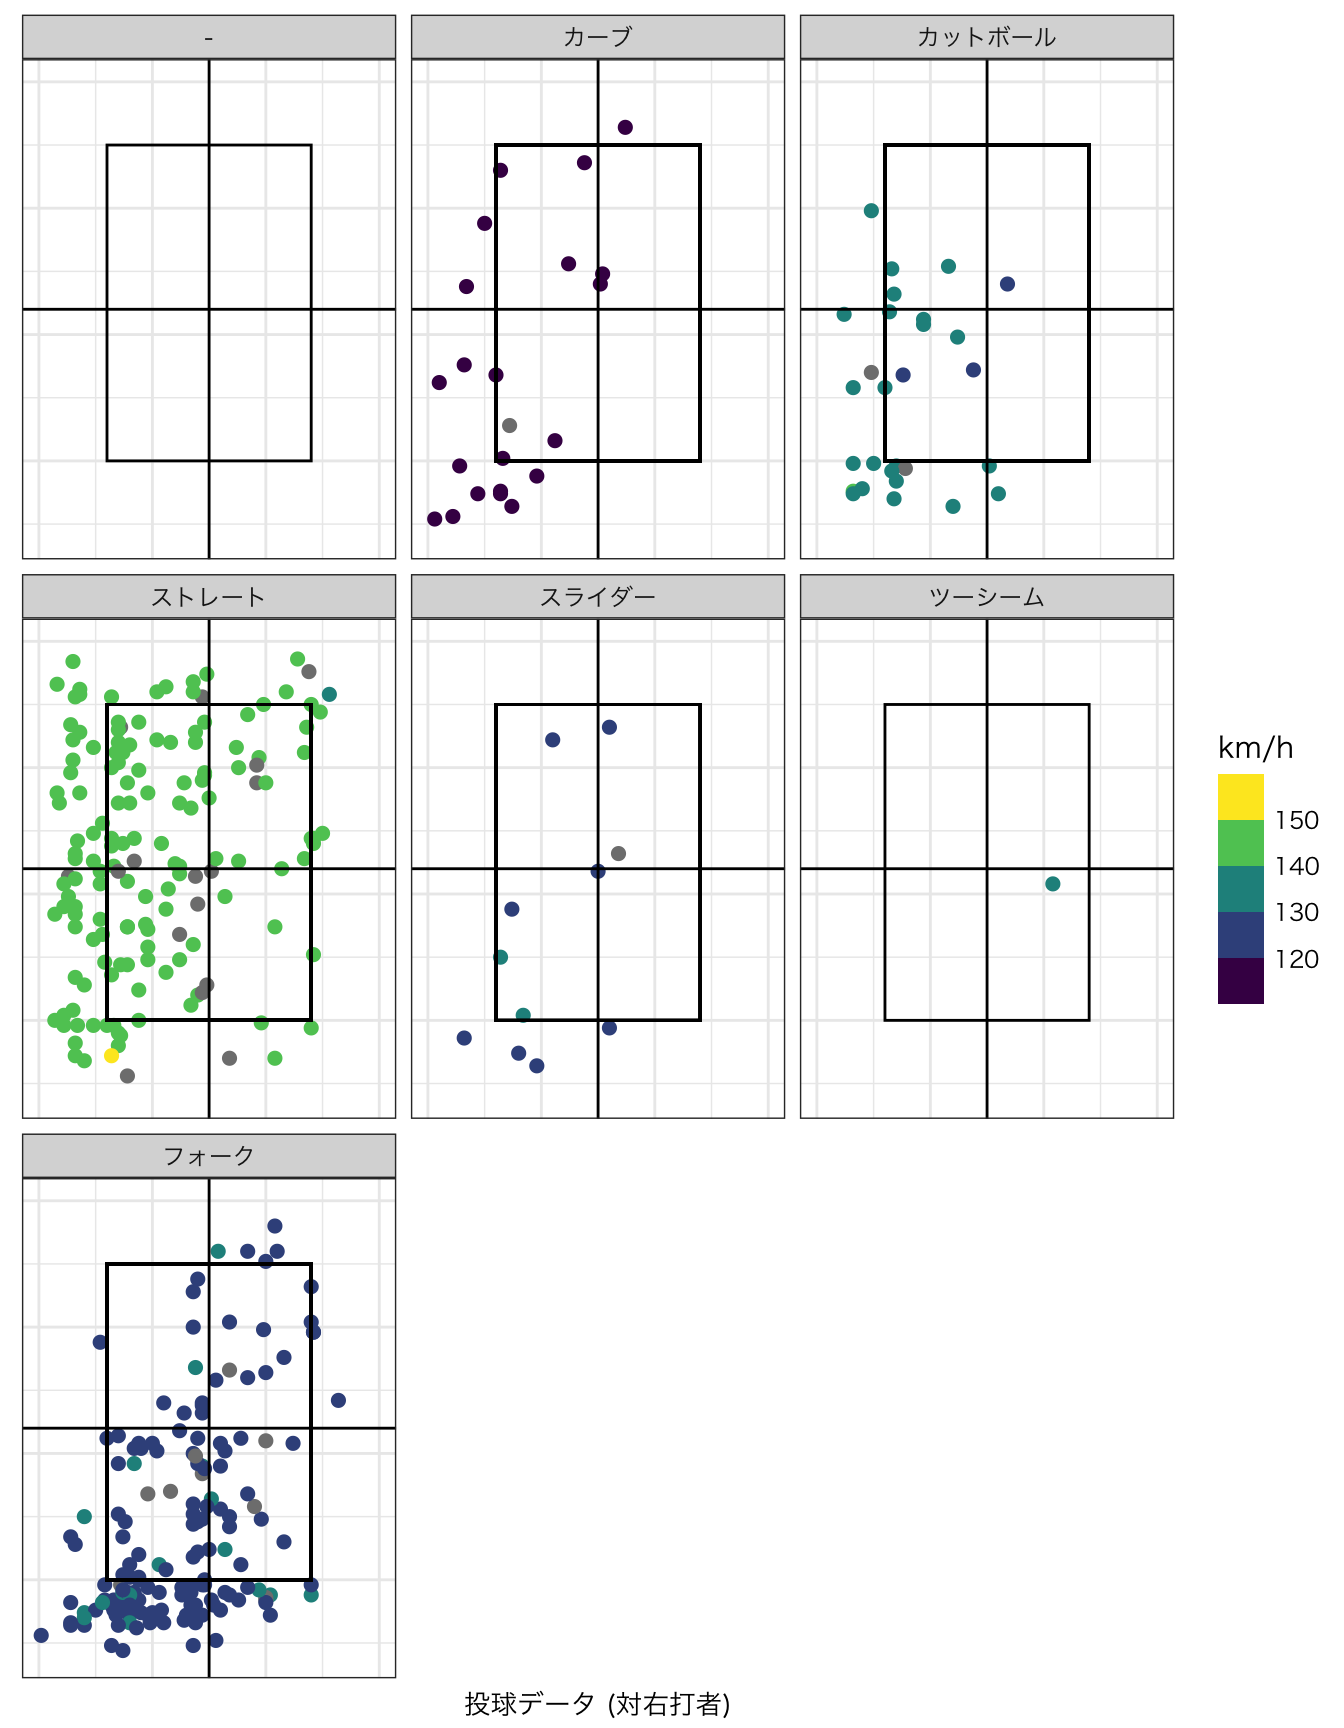 -
カーブ
カットボール
ストレート
スライダー
ツーシーム
km/h
150
140
130
120
フォーク
投球データ (対右打者)